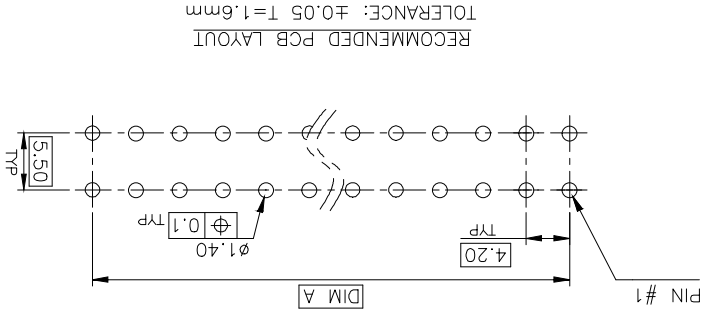 PIN #1
DIM A
4.20
TYP
ø1.40
⌖ 0.1 TYP
5.50
TYP
RECOMMENDED PCB LAYOUT
TOLERANCE: ±0.05 T=1.6mm